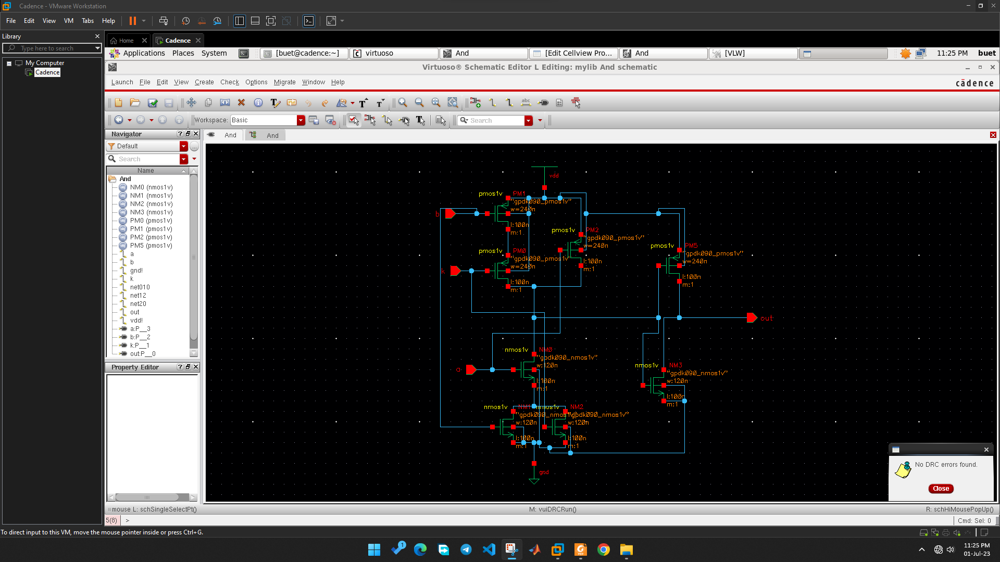 Cadence - VMware Workstation
File Edit View VM Tabs Help
Library
Type here to search
My Computer
Cadence
Home
Cadence
Applications Places System
[buet@cadence:~]
virtuoso
And
[Edit Cellview Pro...
And
[VLW]
11:25 PM
buet
Virtuoso® Schematic Editor L Editing: mylib And schematic
Launch File Edit View Create Check Options Migrate Window Help
cādence
Workspace: Basic
Search
Navigator
Default
Search
Name
And
NM0 (nmos1v)
NM1 (nmos1v)
NM2 (nmos1v)
NM3 (nmos1v)
PM0 (pmos1v)
PM1 (pmos1v)
PM2 (pmos1v)
PM5 (pmos1v)
a
b
gnd!
k
net010
net12
net20
out
vdd!
a:P__3
b:P__2
k:P__1
out:P__0
Property Editor
And
And
vdd
pmos1v PM1
"gpdk090_pmos1v"
w=240n
b
l:100n
m:1
pmos1v PM2
"gpdk090_pmos1v"
w=240n
l:100n
m:1
pmos1v PM5
"gpdk090_pmos1v"
w=240n
l:100n
m:1
pmos1v PM0
"gpdk090_pmos1v"
w=240n
k
l:100n
m:1
out
nmos1v NM0
"gpdk090_nmos1v"
w:120n
a
l:100n
m:1
nmos1v NM3
"gpdk090_nmos1v"
w:120n
l:100n
m:1
nmos1v NM1
"gpdk090_nmos1v"
w:120n
l:100n
m:1
nmos1v NM2
"gpdk090_nmos1v"
w:120n
l:100n
m:1
gnd
No DRC errors found.
Close
mouse L: schSingleSelectPt()
M: vuiDRCRun()
R: schHiMousePopUp()
5(8) >
Cmd: Sel: 0
To direct input to this VM, move the mouse pointer inside or press Ctrl+G.
1
11:25 PM
01-Jul-23